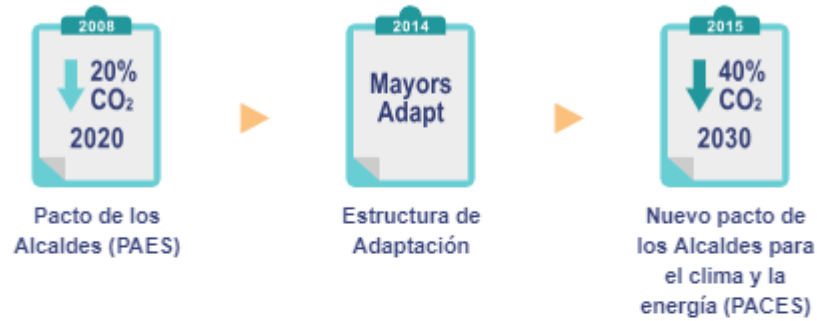 2008
20%
CO₂
2020
Pacto de los
Alcaldes (PAES)
2014
Mayors
Adapt
Estructura de
Adaptación
2015
40%
CO₂
2030
Nuevo pacto de
los Alcaldes para
el clima y la
energía (PACES)